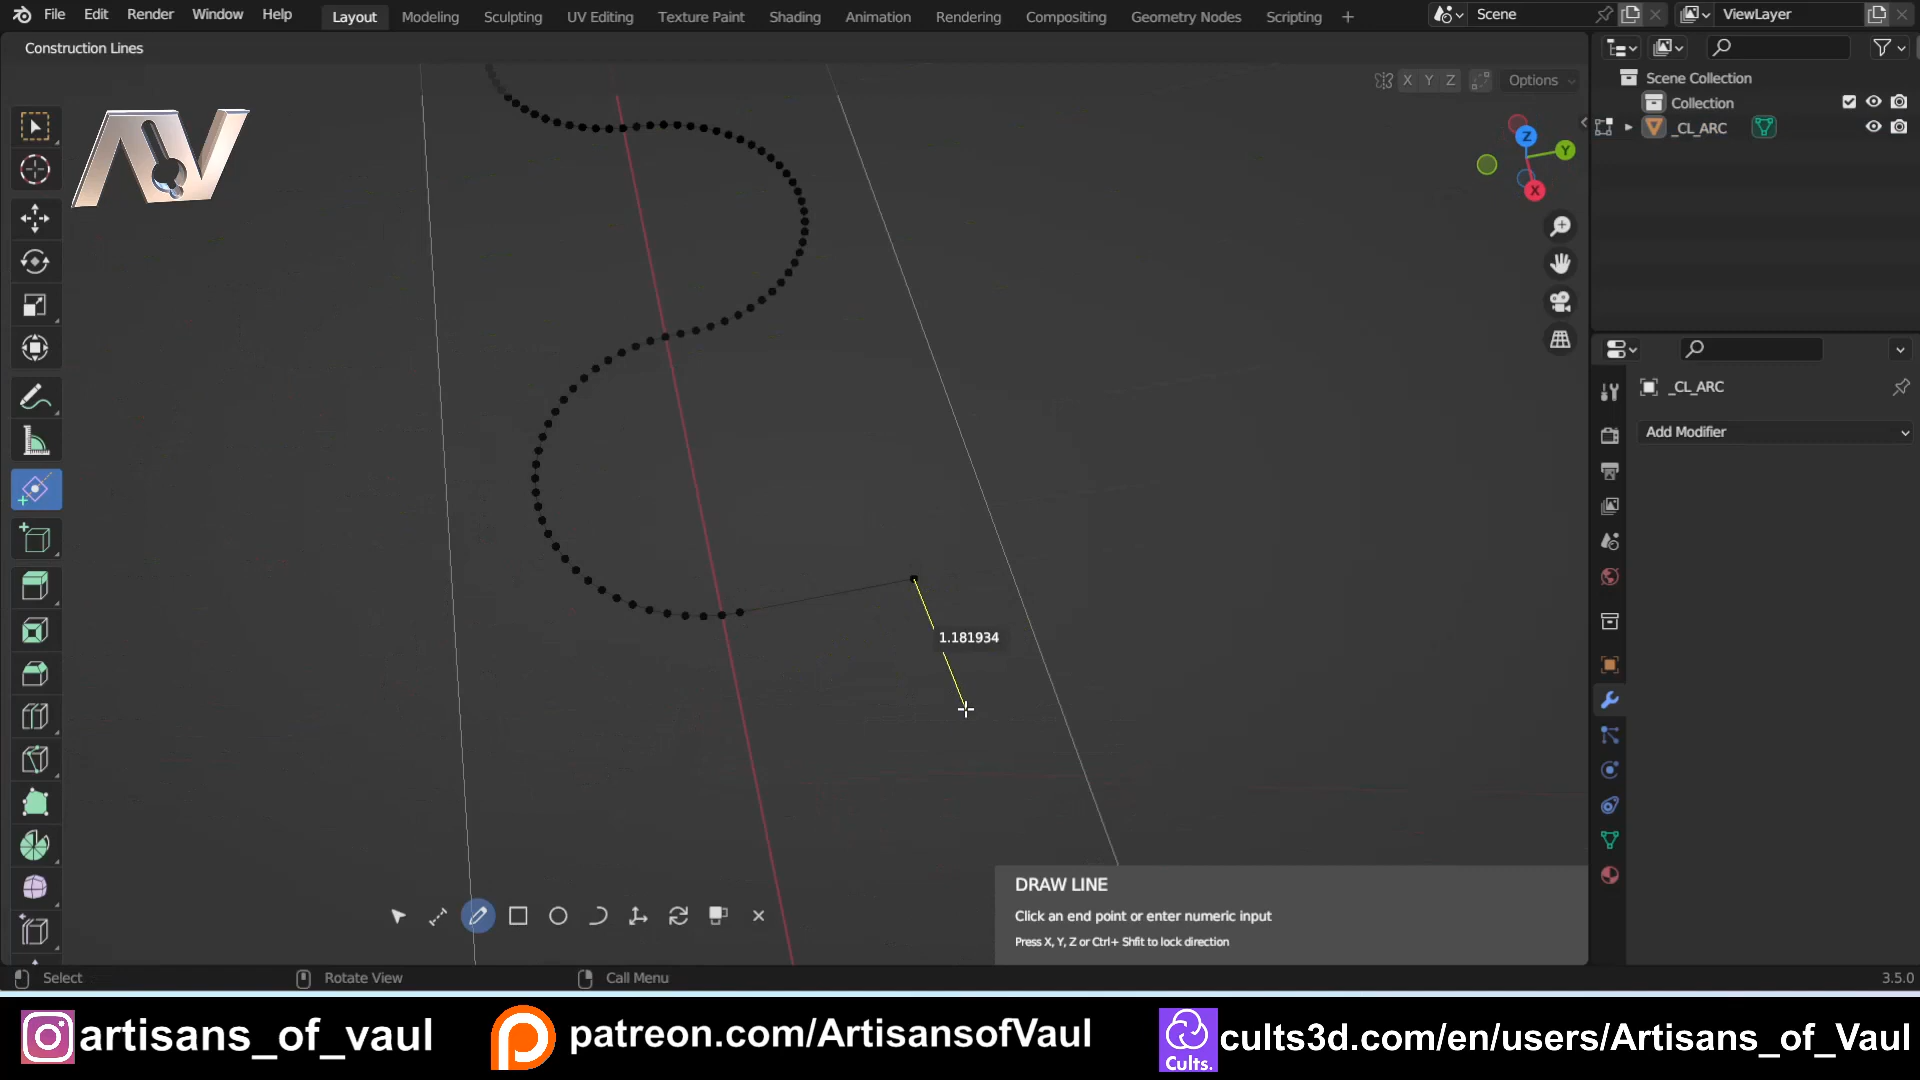 File Edit Render Window Help Layout Modeling Sculpting UV Editing Texture Paint Shading Animation Rendering Compositing Geometry Nodes Scripting + Scene ViewLayer
Construction Lines
X Y Z Options
Scene Collection
Collection
_CL_ARC
AV
Z
Y
X
_CL_ARC
Add Modifier
1.181934
DRAW LINE
Click an end point or enter numeric input
Press X, Y, Z or Ctrl+ Shfit to lock direction
Select Rotate View Call Menu 3.5.0
artisans_of_vaul patreon.com/ArtisansofVaul Cults. cults3d.com/en/users/Artisans_of_Vaul